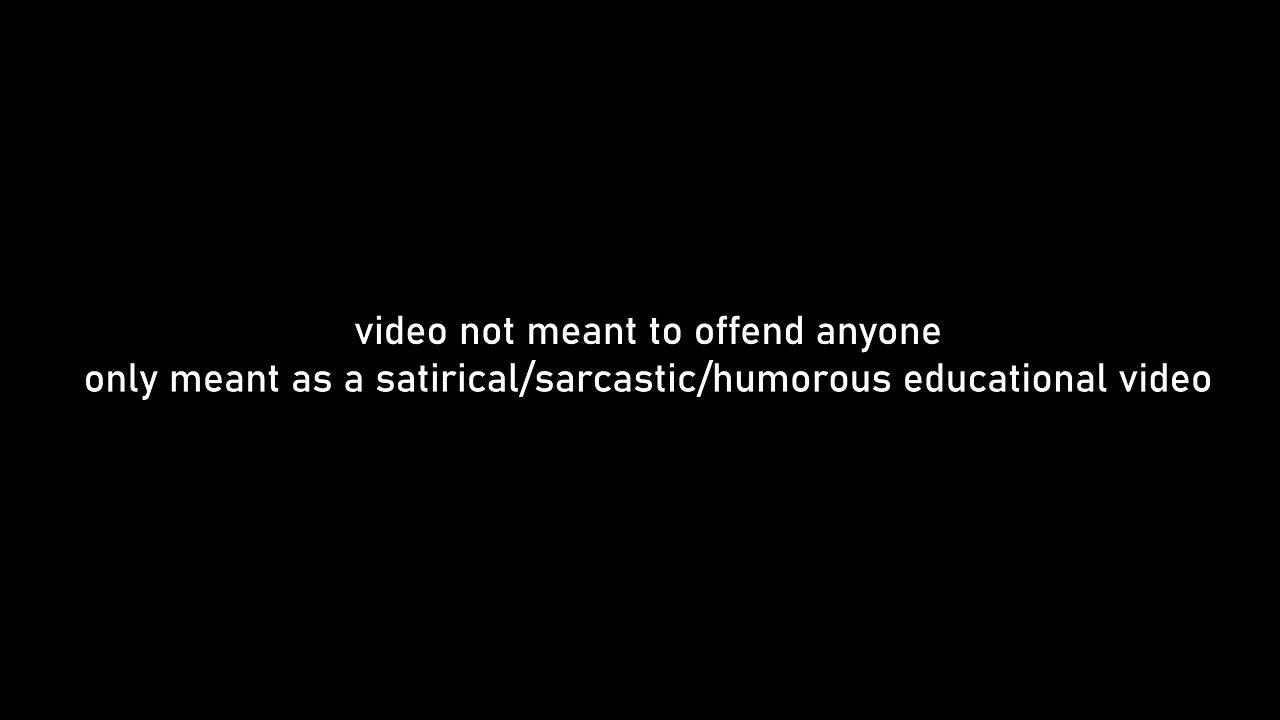 video not meant to offend anyone
only meant as a satirical/sarcastic/humorous educational video